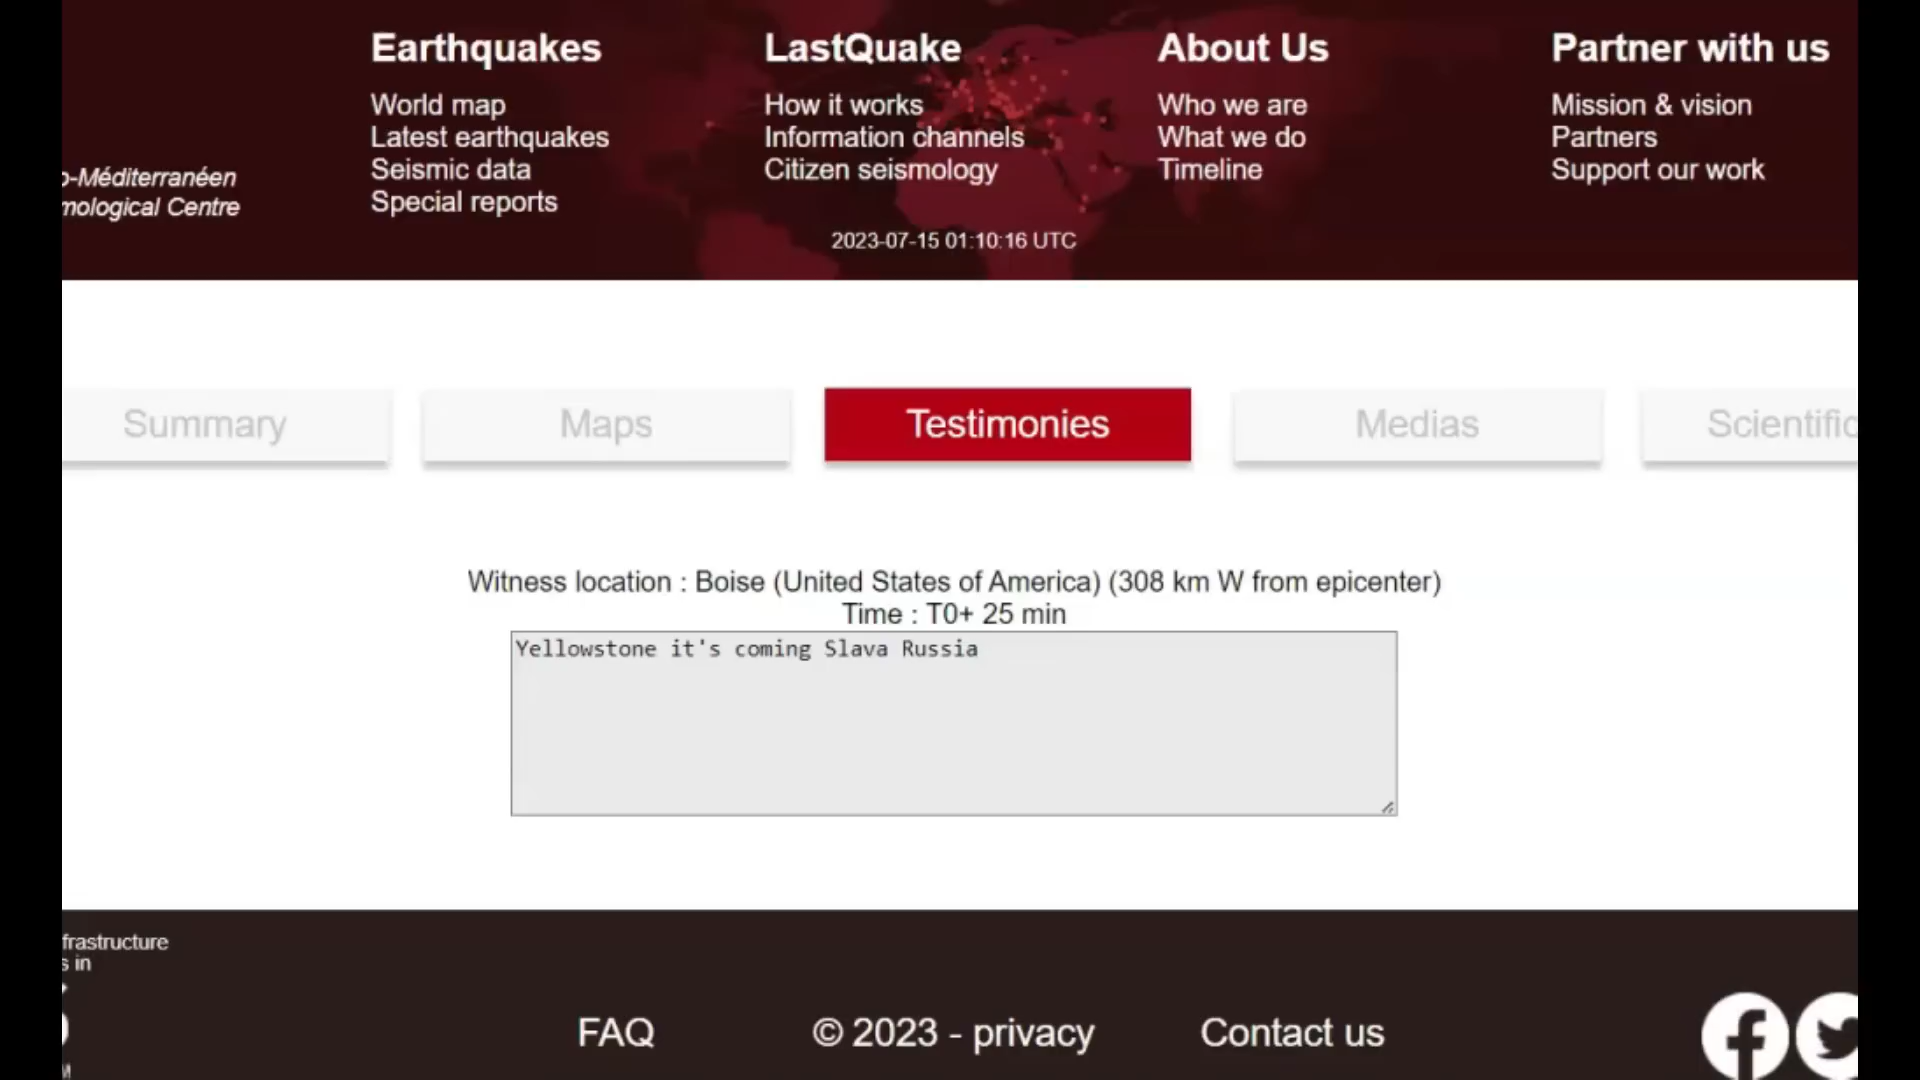 Earthquakes
World map
Latest earthquakes
Seismic data
Special reports
LastQuake
How it works
Information channels
Citizen seismology
About Us
Who we are
What we do
Timeline
Partner with us
Mission & vision
Partners
Support our work
o-Méditerranéen
mological Centre
2023-07-15 01:10:16 UTC
Summary
Maps
Testimonies
Medias
Scientific
Witness location : Boise (United States of America) (308 km W from epicenter)
Time : T0+ 25 min
Yellowstone it's coming Slava Russia
frastructure
s in
FAQ
© 2023 - privacy
Contact us